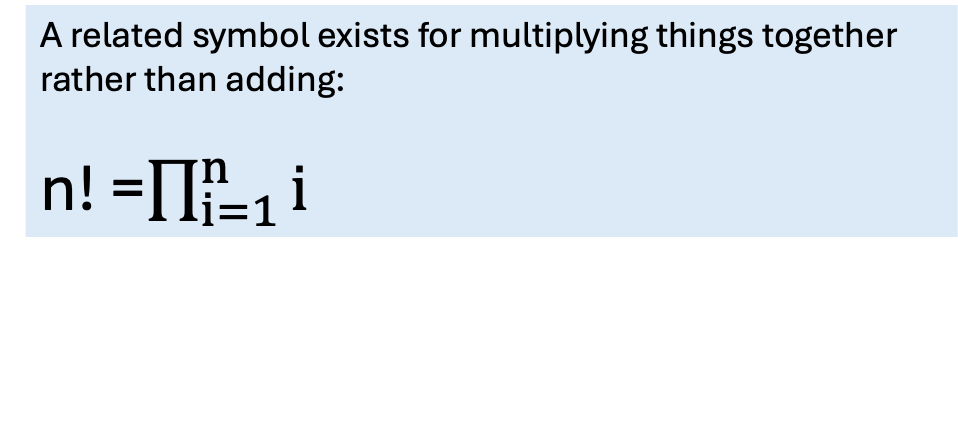 A related symbol exists for multiplying things together
rather than adding:
n! =∏ⁿᵢ₌₁ i